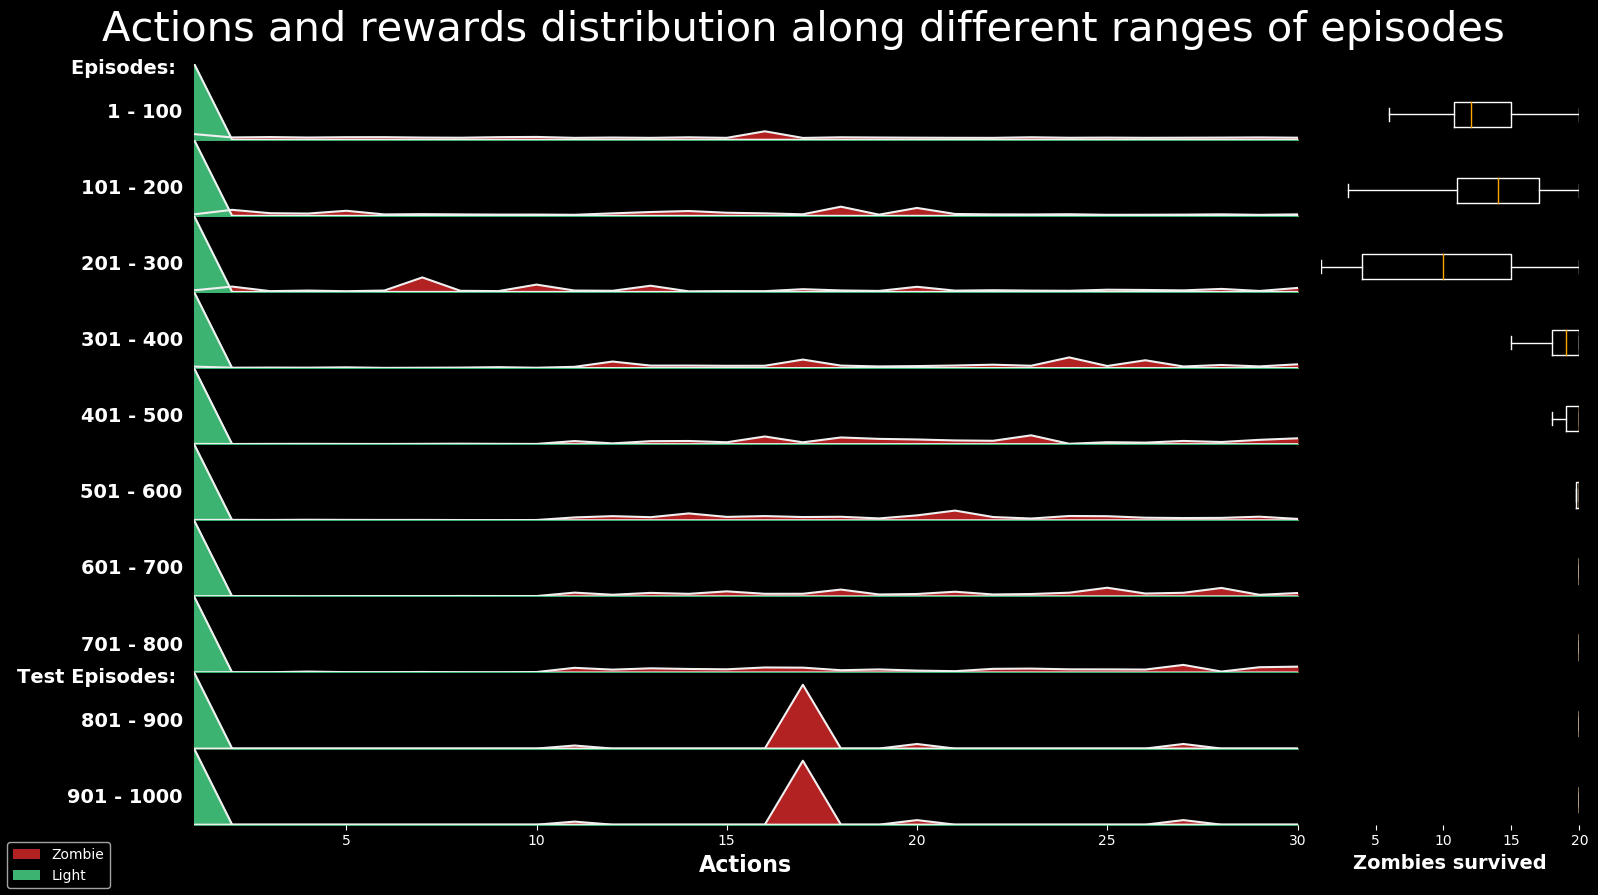 Actions and rewards distribution along different ranges of episodes
Episodes:
1 - 100
101 - 200
201 - 300
301 - 400
401 - 500
501 - 600
601 - 700
701 - 800
Test Episodes:
801 - 900
901 - 1000
5 10 15 20 25 30
Actions
5 10 15 20
Zombies survived
Zombie
Light